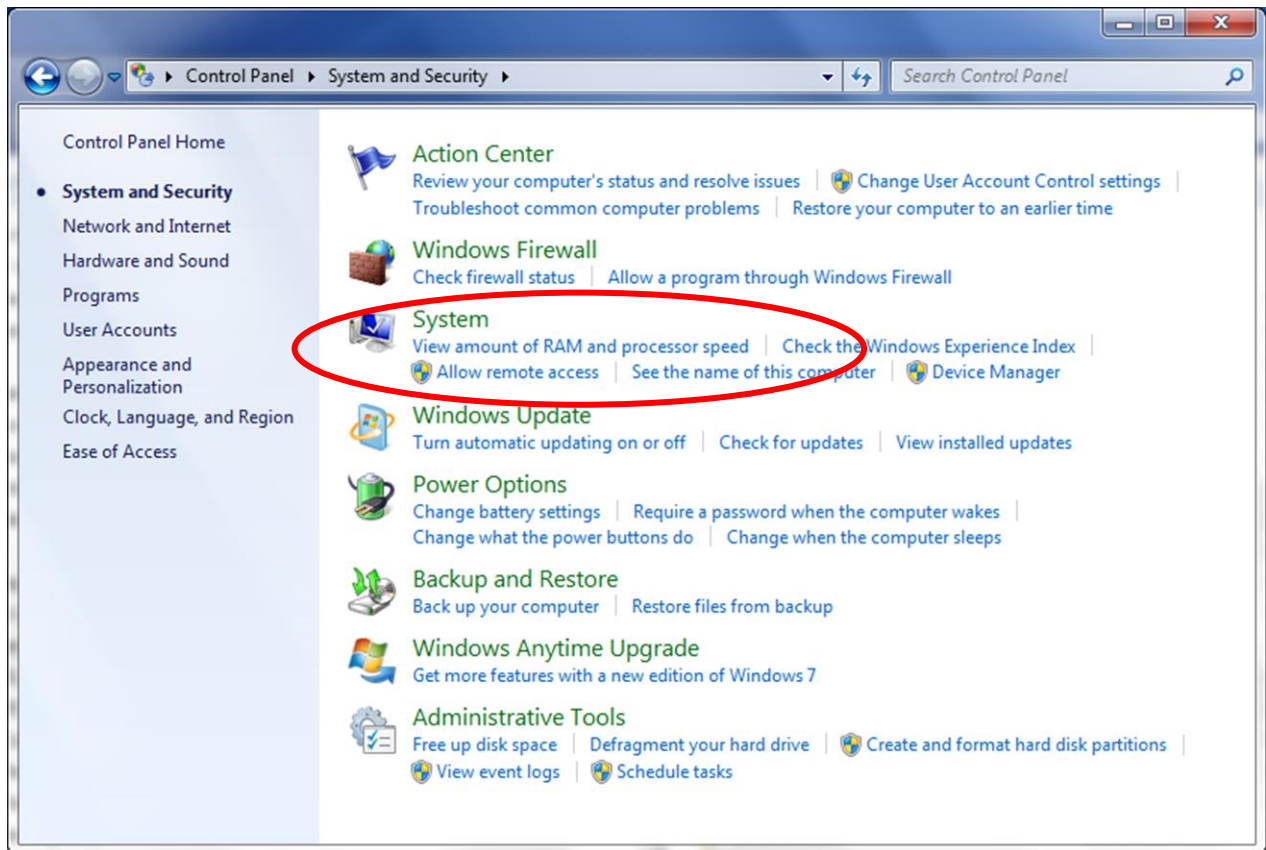 Control Panel System and Security
Search Control Panel
Control Panel Home
System and Security
Network and Internet
Hardware and Sound
Programs
User Accounts
Appearance and
Personalization
Clock, Language, and Region
Ease of Access
Action Center
Review your computer's status and resolve issues Change User Account Control settings
Troubleshoot common computer problems Restore your computer to an earlier time
Windows Firewall
Check firewall status Allow a program through Windows Firewall
System
View amount of RAM and processor speed Check the Windows Experience Index
Allow remote access See the name of this computer Device Manager
Windows Update
Turn automatic updating on or off Check for updates View installed updates
Power Options
Change battery settings Require a password when the computer wakes
Change what the power buttons do Change when the computer sleeps
Backup and Restore
Back up your computer Restore files from backup
Windows Anytime Upgrade
Get more features with a new edition of Windows 7
Administrative Tools
Free up disk space Defragment your hard drive Create and format hard disk partitions
View event logs Schedule tasks